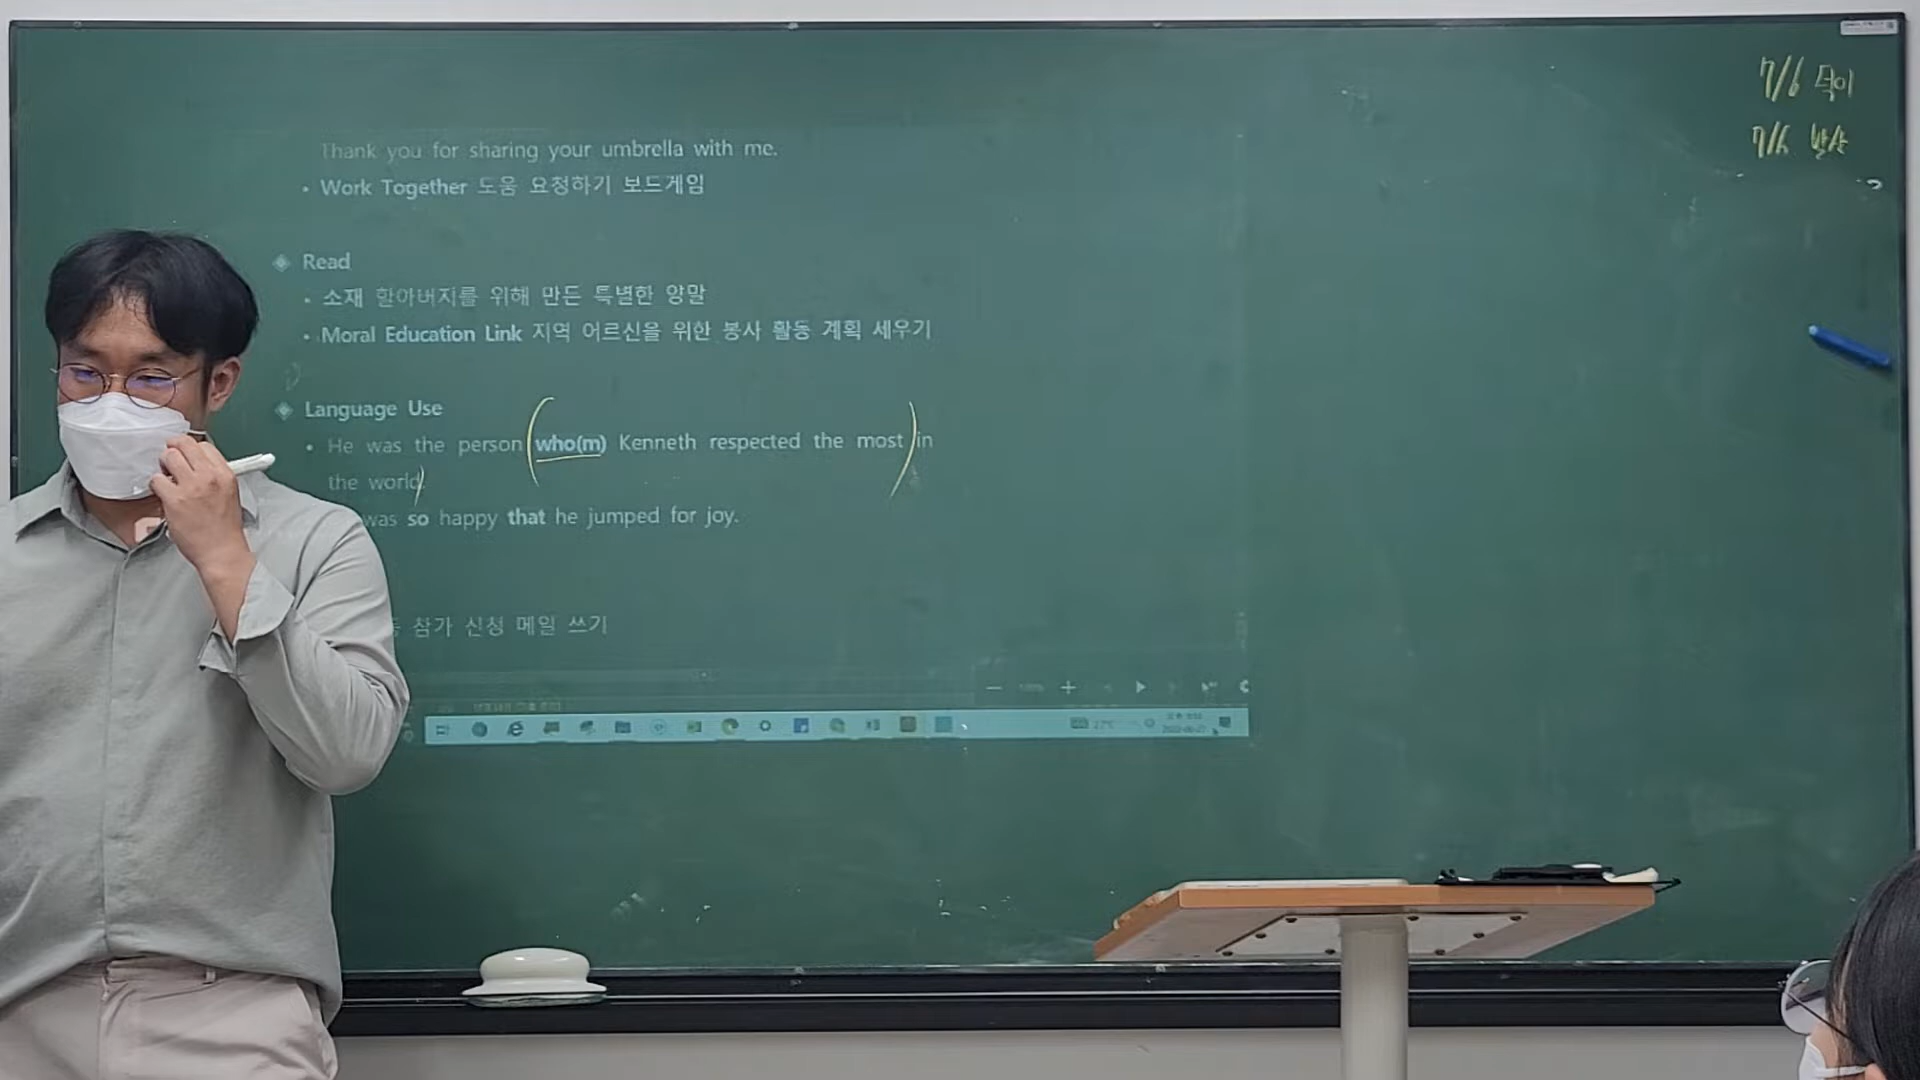 7/6
Thank you for sharing your umbrella with me.
• Work Together 도움 요청하기 보드게임
Read
• 소재 할아버지를 위해 만든 특별한 양말
• Moral Education Link 지역 어르신을 위한 봉사 활동 계획 세우기
Language Use
• He was the person (who(m) Kenneth respected the most) in
the world)
was so happy that he jumped for joy.
참가 신청 메일 쓰기
27°C